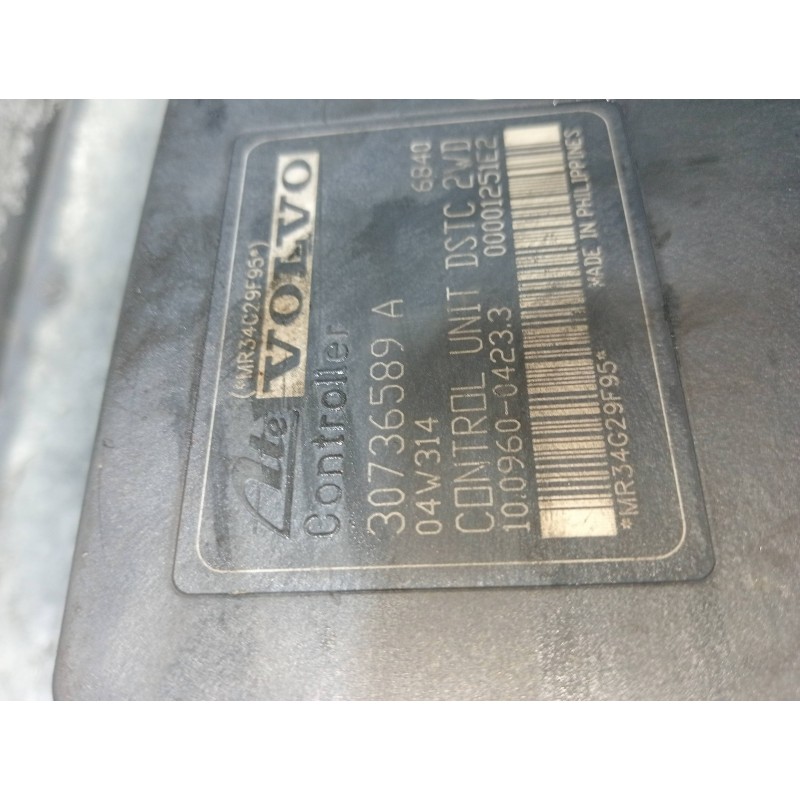 (*MR34G29F95*)
Ate VOLVO
Controller
30736589 A
04W314 6840
CONTROL UNIT DSTC 2WD
10.0960-0423.3 00001251E2
*MR34G29F95* MADE IN PHILIPPINES